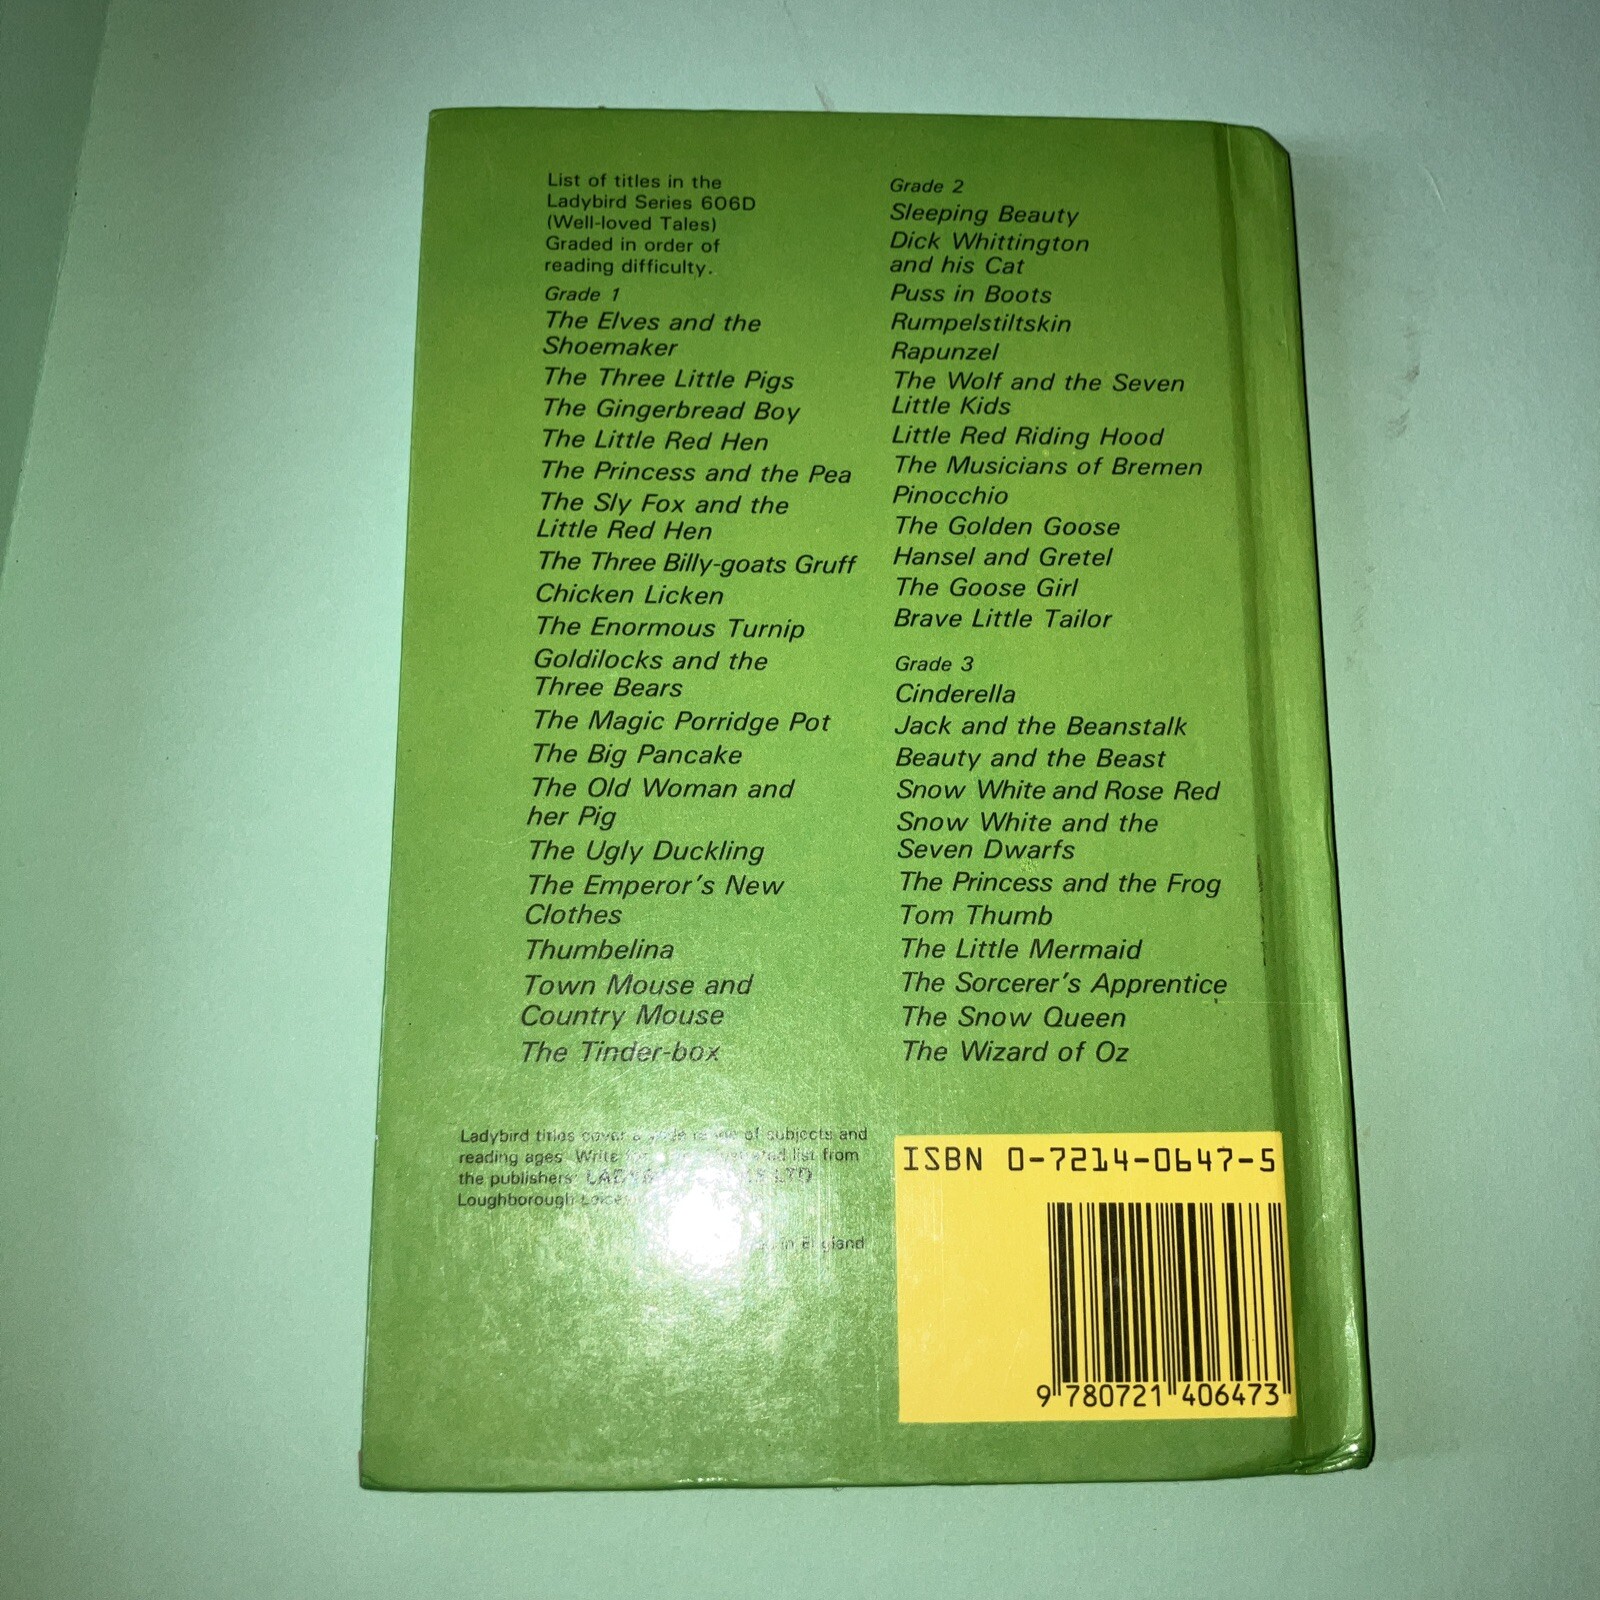 List of titles in the
Ladybird Series 606D
(Well-loved Tales)
Graded in order of
reading difficulty.
Grade 1
The Elves and the
Shoemaker
The Three Little Pigs
The Gingerbread Boy
The Little Red Hen
The Princess and the Pea
The Sly Fox and the
Little Red Hen
The Three Billy-goats Gruff
Chicken Licken
The Enormous Turnip
Goldilocks and the
Three Bears
The Magic Porridge Pot
The Big Pancake
The Old Woman and
her Pig
The Ugly Duckling
The Emperor's New
Clothes
Thumbelina
Town Mouse and
Country Mouse
The Tinder-box
Grade 2
Sleeping Beauty
Dick Whittington
and his Cat
Puss in Boots
Rumpelstiltskin
Rapunzel
The Wolf and the Seven
Little Kids
Little Red Riding Hood
The Musicians of Bremen
Pinocchio
The Golden Goose
Hansel and Gretel
The Goose Girl
Brave Little Tailor
Grade 3
Cinderella
Jack and the Beanstalk
Beauty and the Beast
Snow White and Rose Red
Snow White and the
Seven Dwarfs
The Princess and the Frog
Tom Thumb
The Little Mermaid
The Sorcerer's Apprentice
The Snow Queen
The Wizard of Oz
Ladybird titles cover a wide range of subjects and
reading ages. Write list from
the publishers: LTD
Loughborough
in England
ISBN 0-7214-0647-5
9 780721 406473